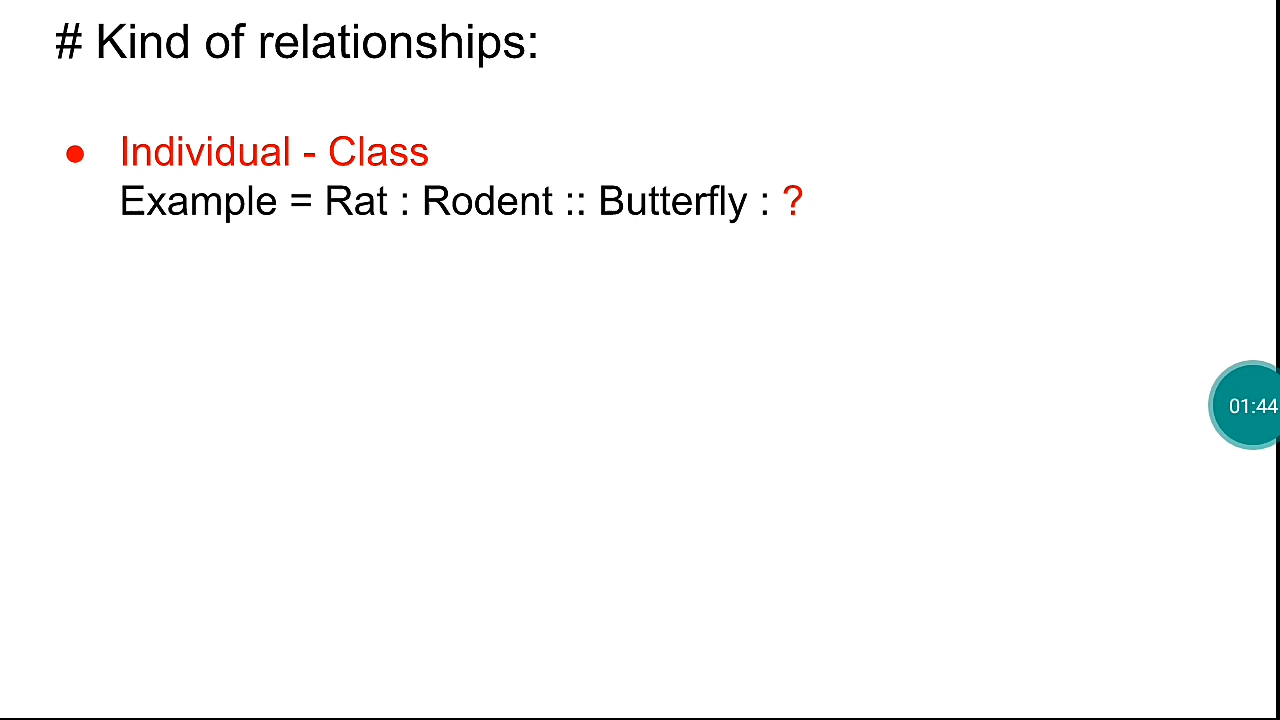 # Kind of relationships:
● Individual - Class
Example = Rat : Rodent :: Butterfly : ?
01:44